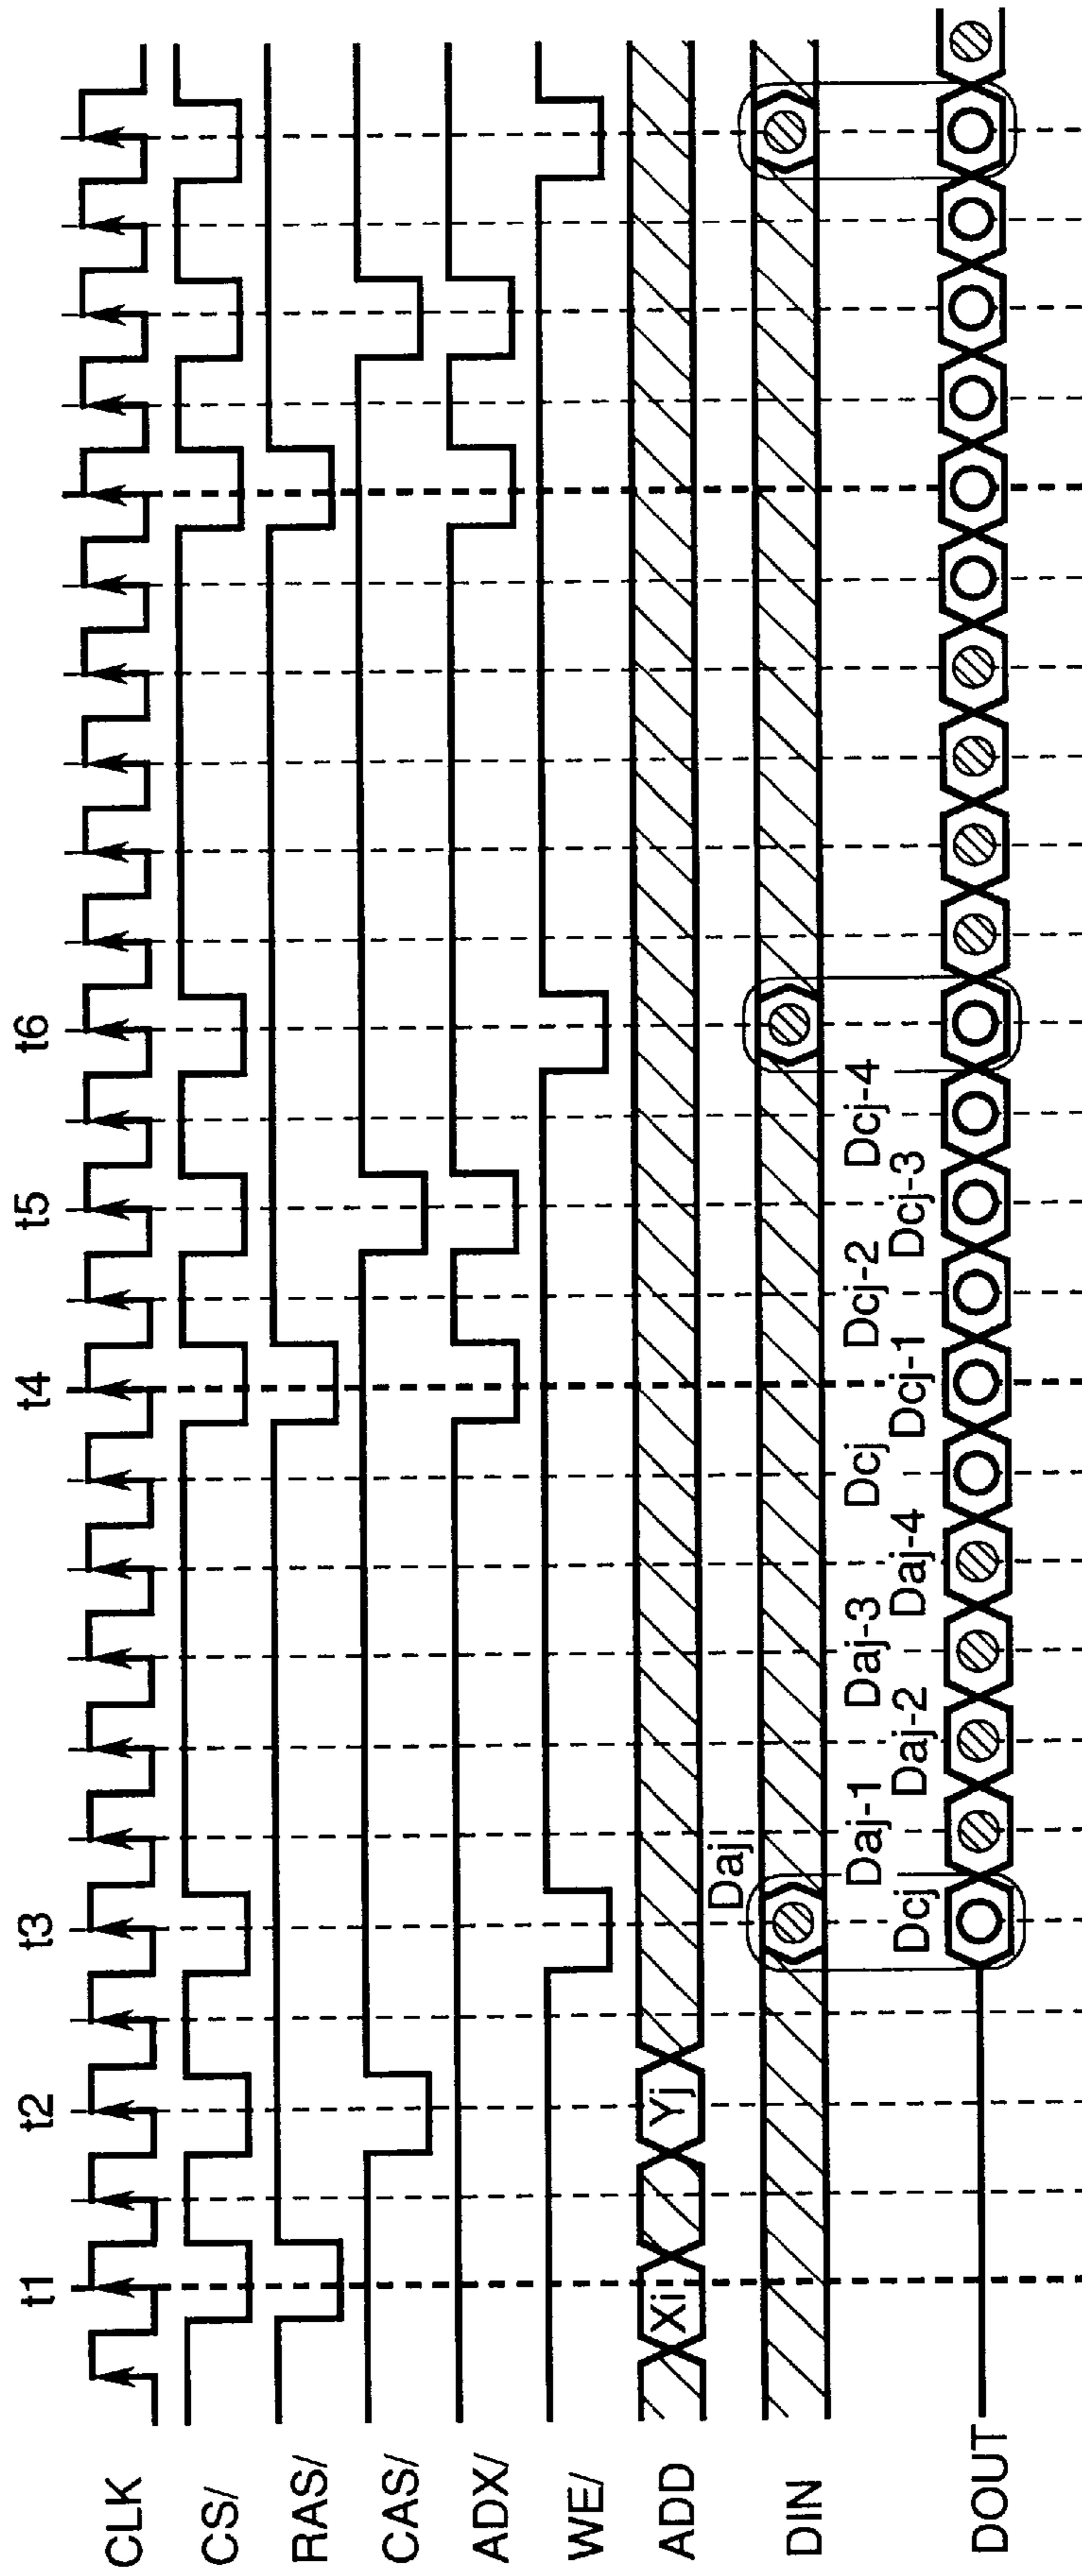 t1 t2 t3 t4 t5 t6
CLK
CS/
RAS/
CAS/
ADX/
WE/
ADD Xi Yj
Daj
DIN
Daj-1 Daj-3 Dcj Dcj-2 Dcj-4
Dcj Daj-2 Daj-4 Dcj-1 Dcj-3
DOUT